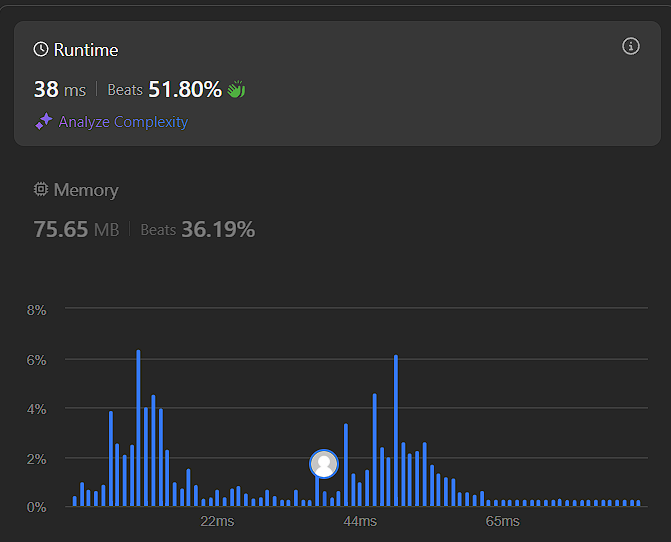 Runtime
38 ms | Beats 51.80%
Analyze Complexity
Memory
75.65 MB | Beats 36.19%
8%
6%
4%
2%
0%
22ms 44ms 65ms